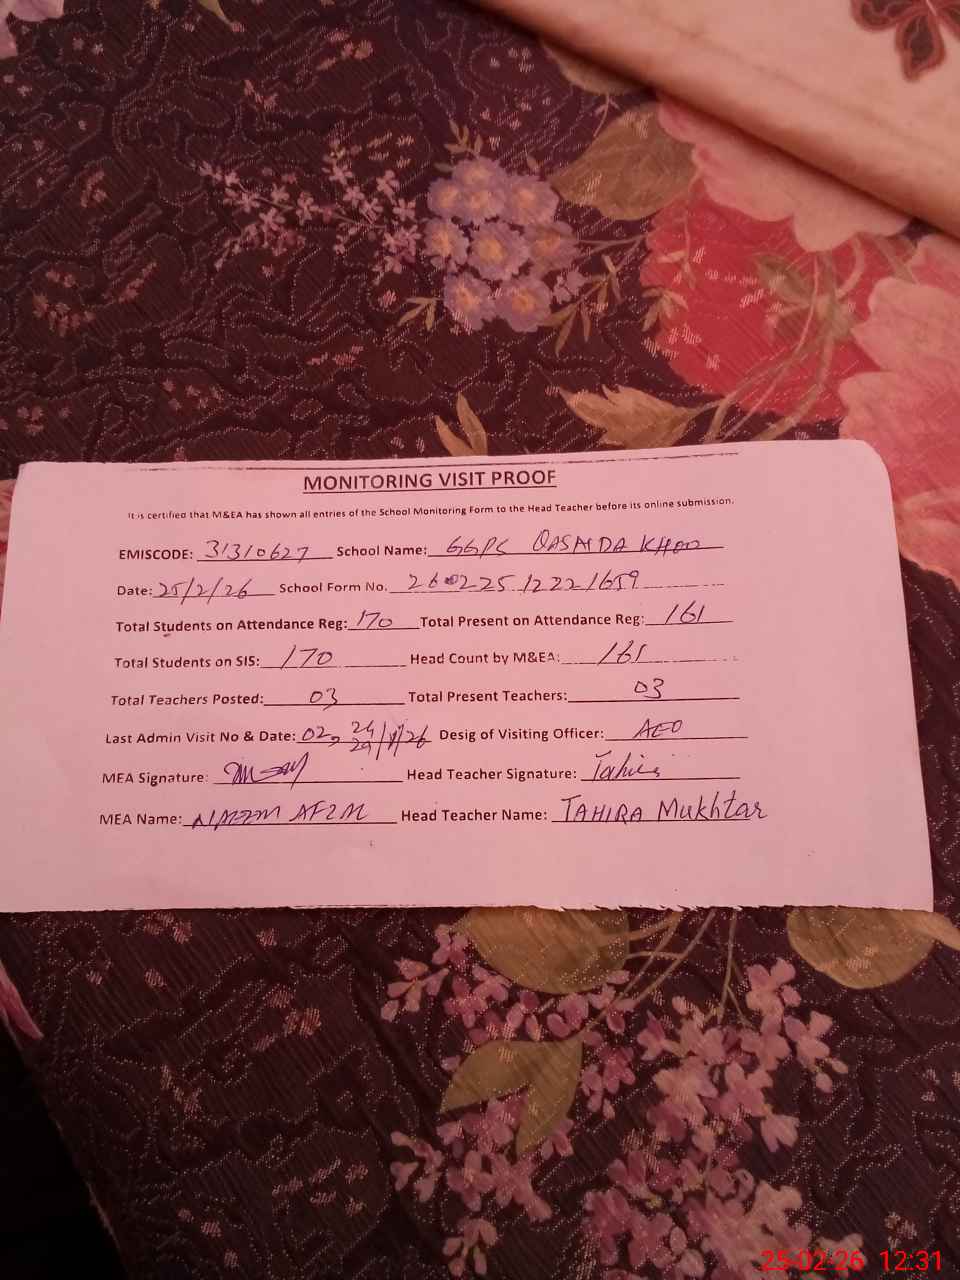 MONITORING VISIT PROOF
It is certified that M&EA has shown all entries of the School Monitoring Form to the Head Teacher before its online submission.
EMISCODE: 31310627 School Name: GGPS QASAIDA KHOO
Date: 25/2/26 School Form No. 260225 12221659
Total Students on Attendance Reg: 170 Total Present on Attendance Reg: 161
Total Students on SIS: 170 Head Count by M&EA: 161
Total Teachers Posted: 03 Total Present Teachers: 03
Last Admin Visit No & Date: 02, Desig of Visiting Officer: AEO
MEA Signature: Head Teacher Signature: Tahira
MEA Name: Head Teacher Name: TAHIRA Mukhtar
25-02-26 12:31